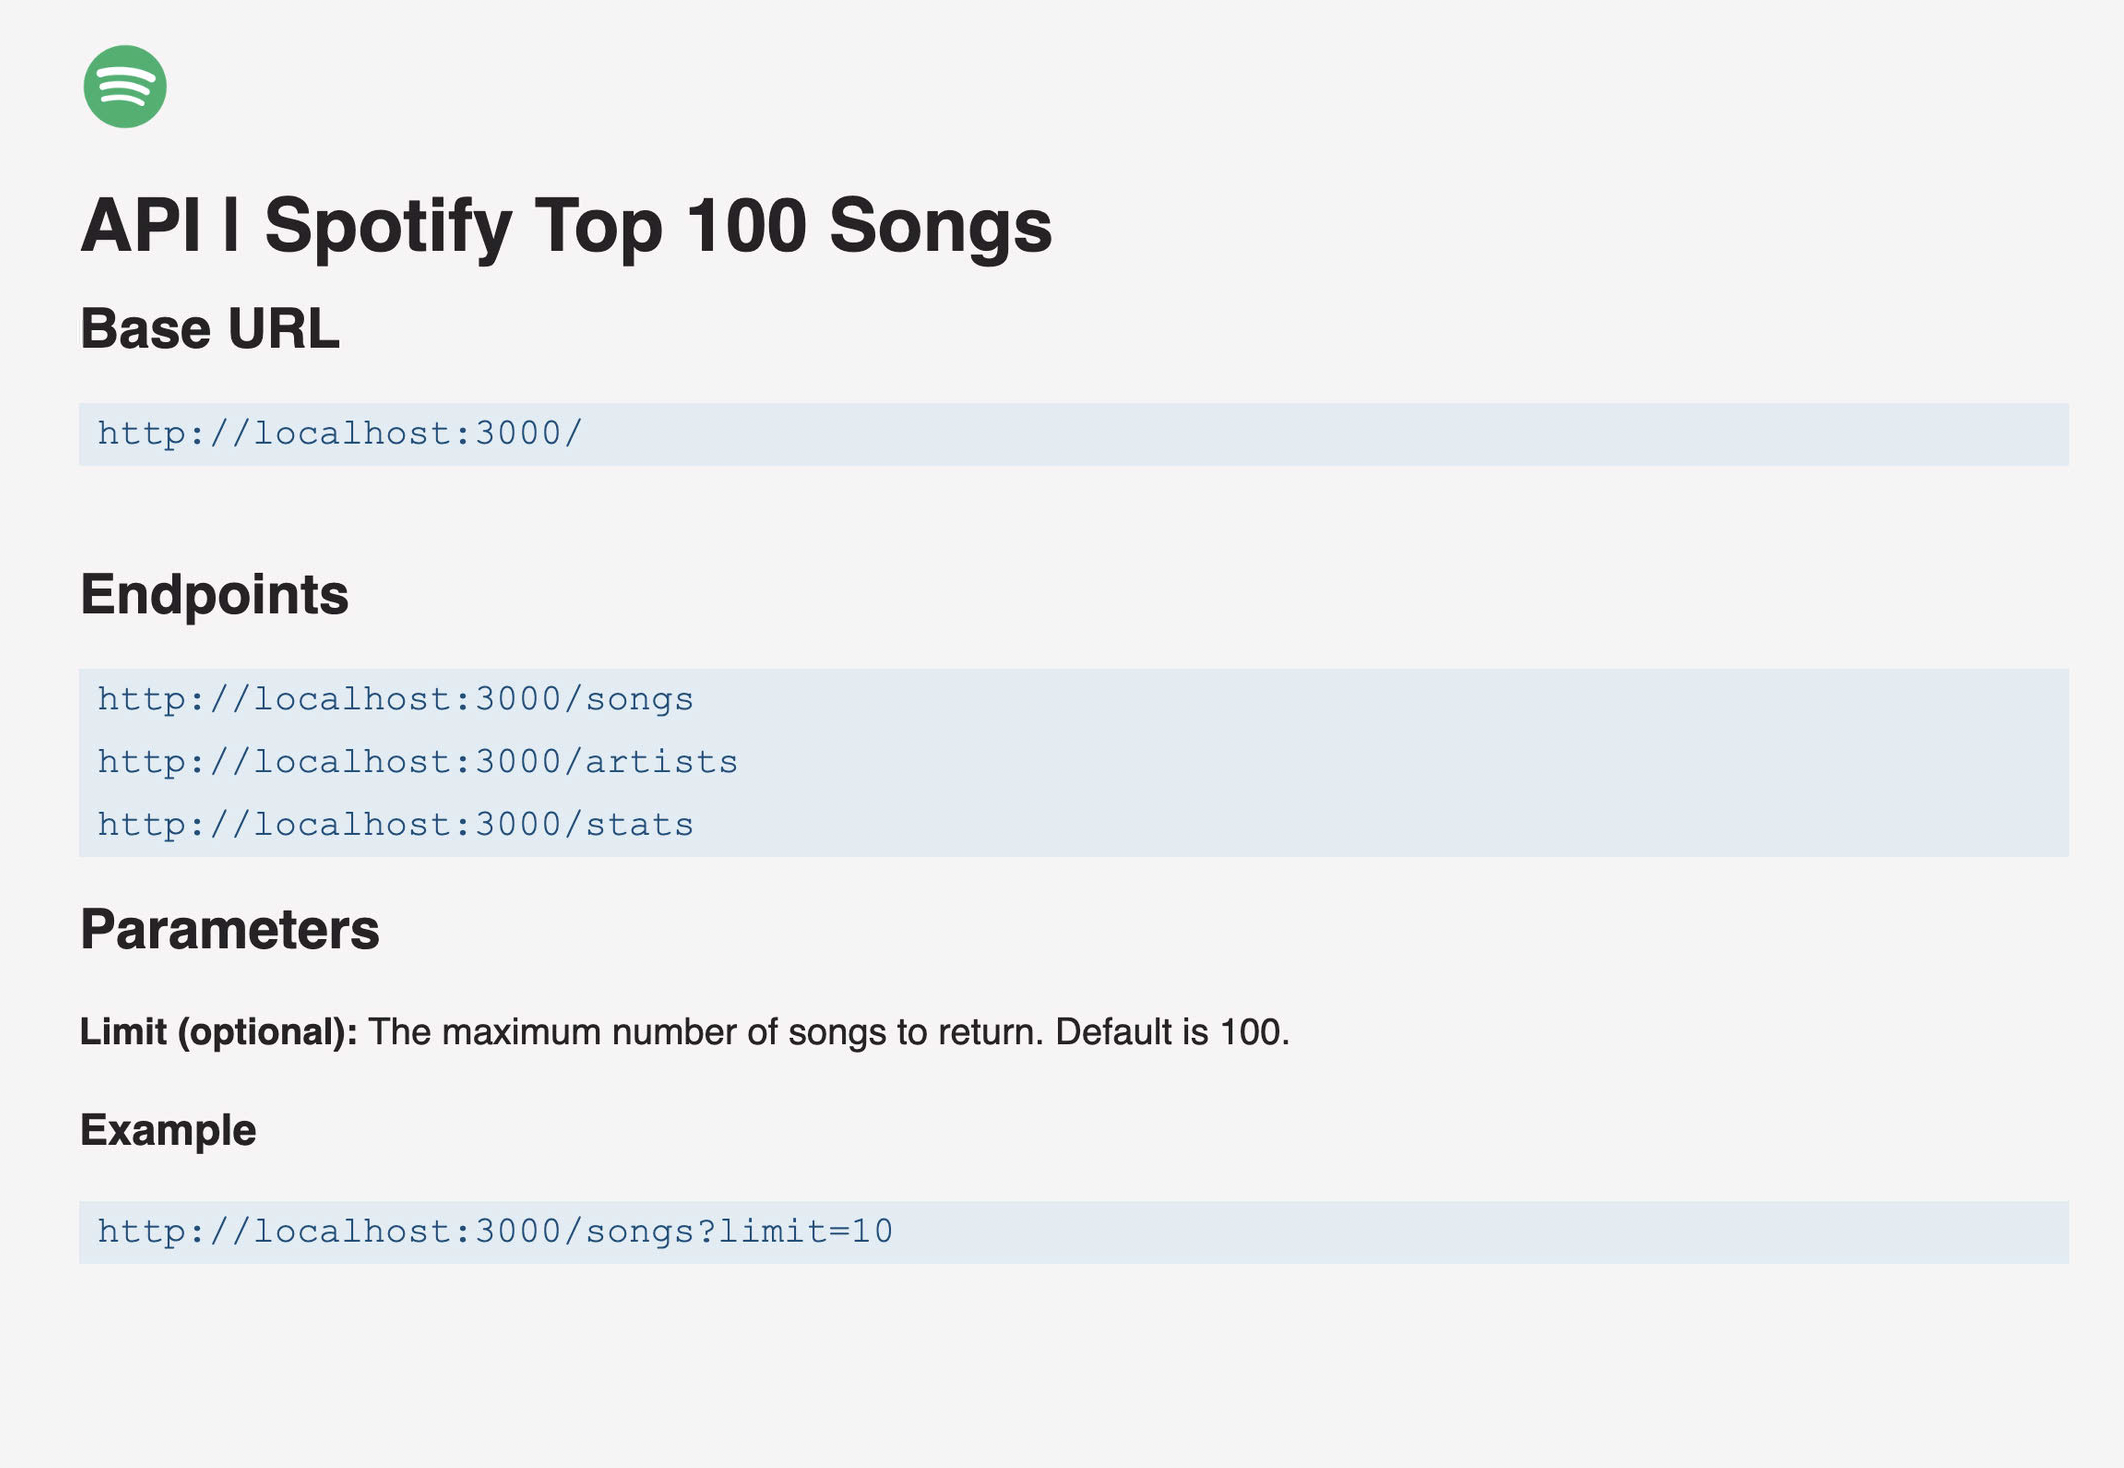 API | Spotify Top 100 Songs
Base URL
http://localhost:3000/
Endpoints
http://localhost:3000/songs
http://localhost:3000/artists
http://localhost:3000/stats
Parameters
Limit (optional): The maximum number of songs to return. Default is 100.
Example
http://localhost:3000/songs?limit=10